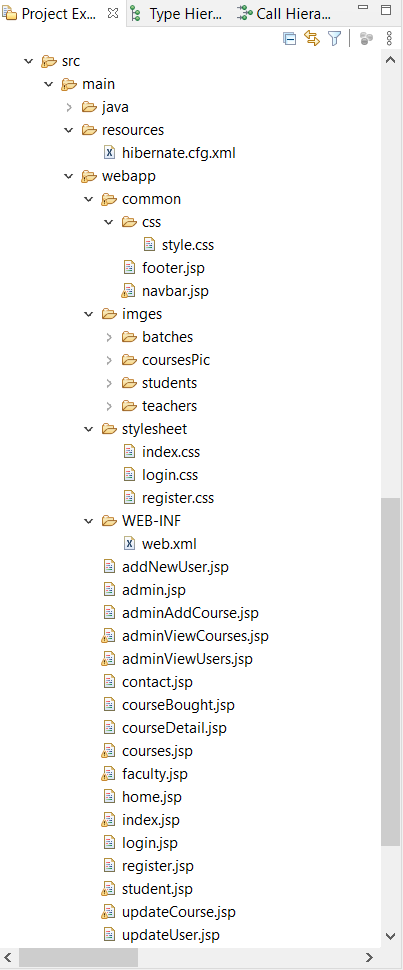 Project Ex... Type Hier... Call Hiera...
src
main
java
resources
hibernate.cfg.xml
webapp
common
css
style.css
footer.jsp
navbar.jsp
imges
batches
coursesPic
students
teachers
stylesheet
index.css
login.css
register.css
WEB-INF
web.xml
addNewUser.jsp
admin.jsp
adminAddCourse.jsp
adminViewCourses.jsp
adminViewUsers.jsp
contact.jsp
courseBought.jsp
courseDetail.jsp
courses.jsp
faculty.jsp
home.jsp
index.jsp
login.jsp
register.jsp
student.jsp
updateCourse.jsp
updateUser.jsp